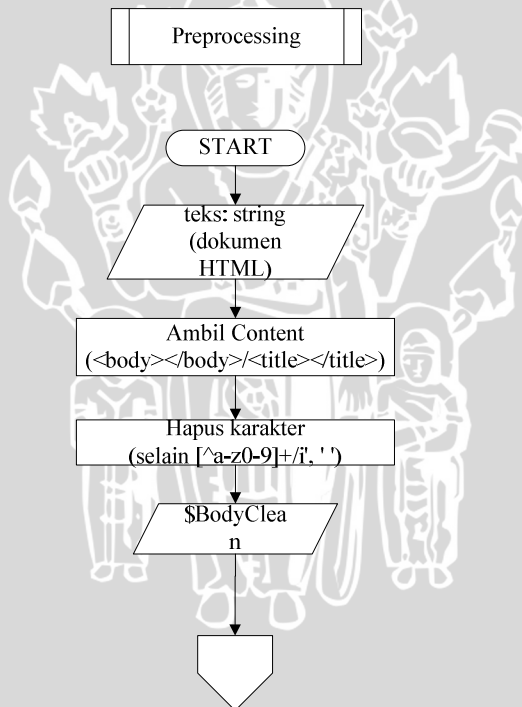 Preprocessing
START
teks: string
(dokumen
HTML)
Ambil Content
(<body></body>/<title></title>)
Hapus karakter
(selain [^a-z0-9]+/i', ' ')
$BodyClea
n